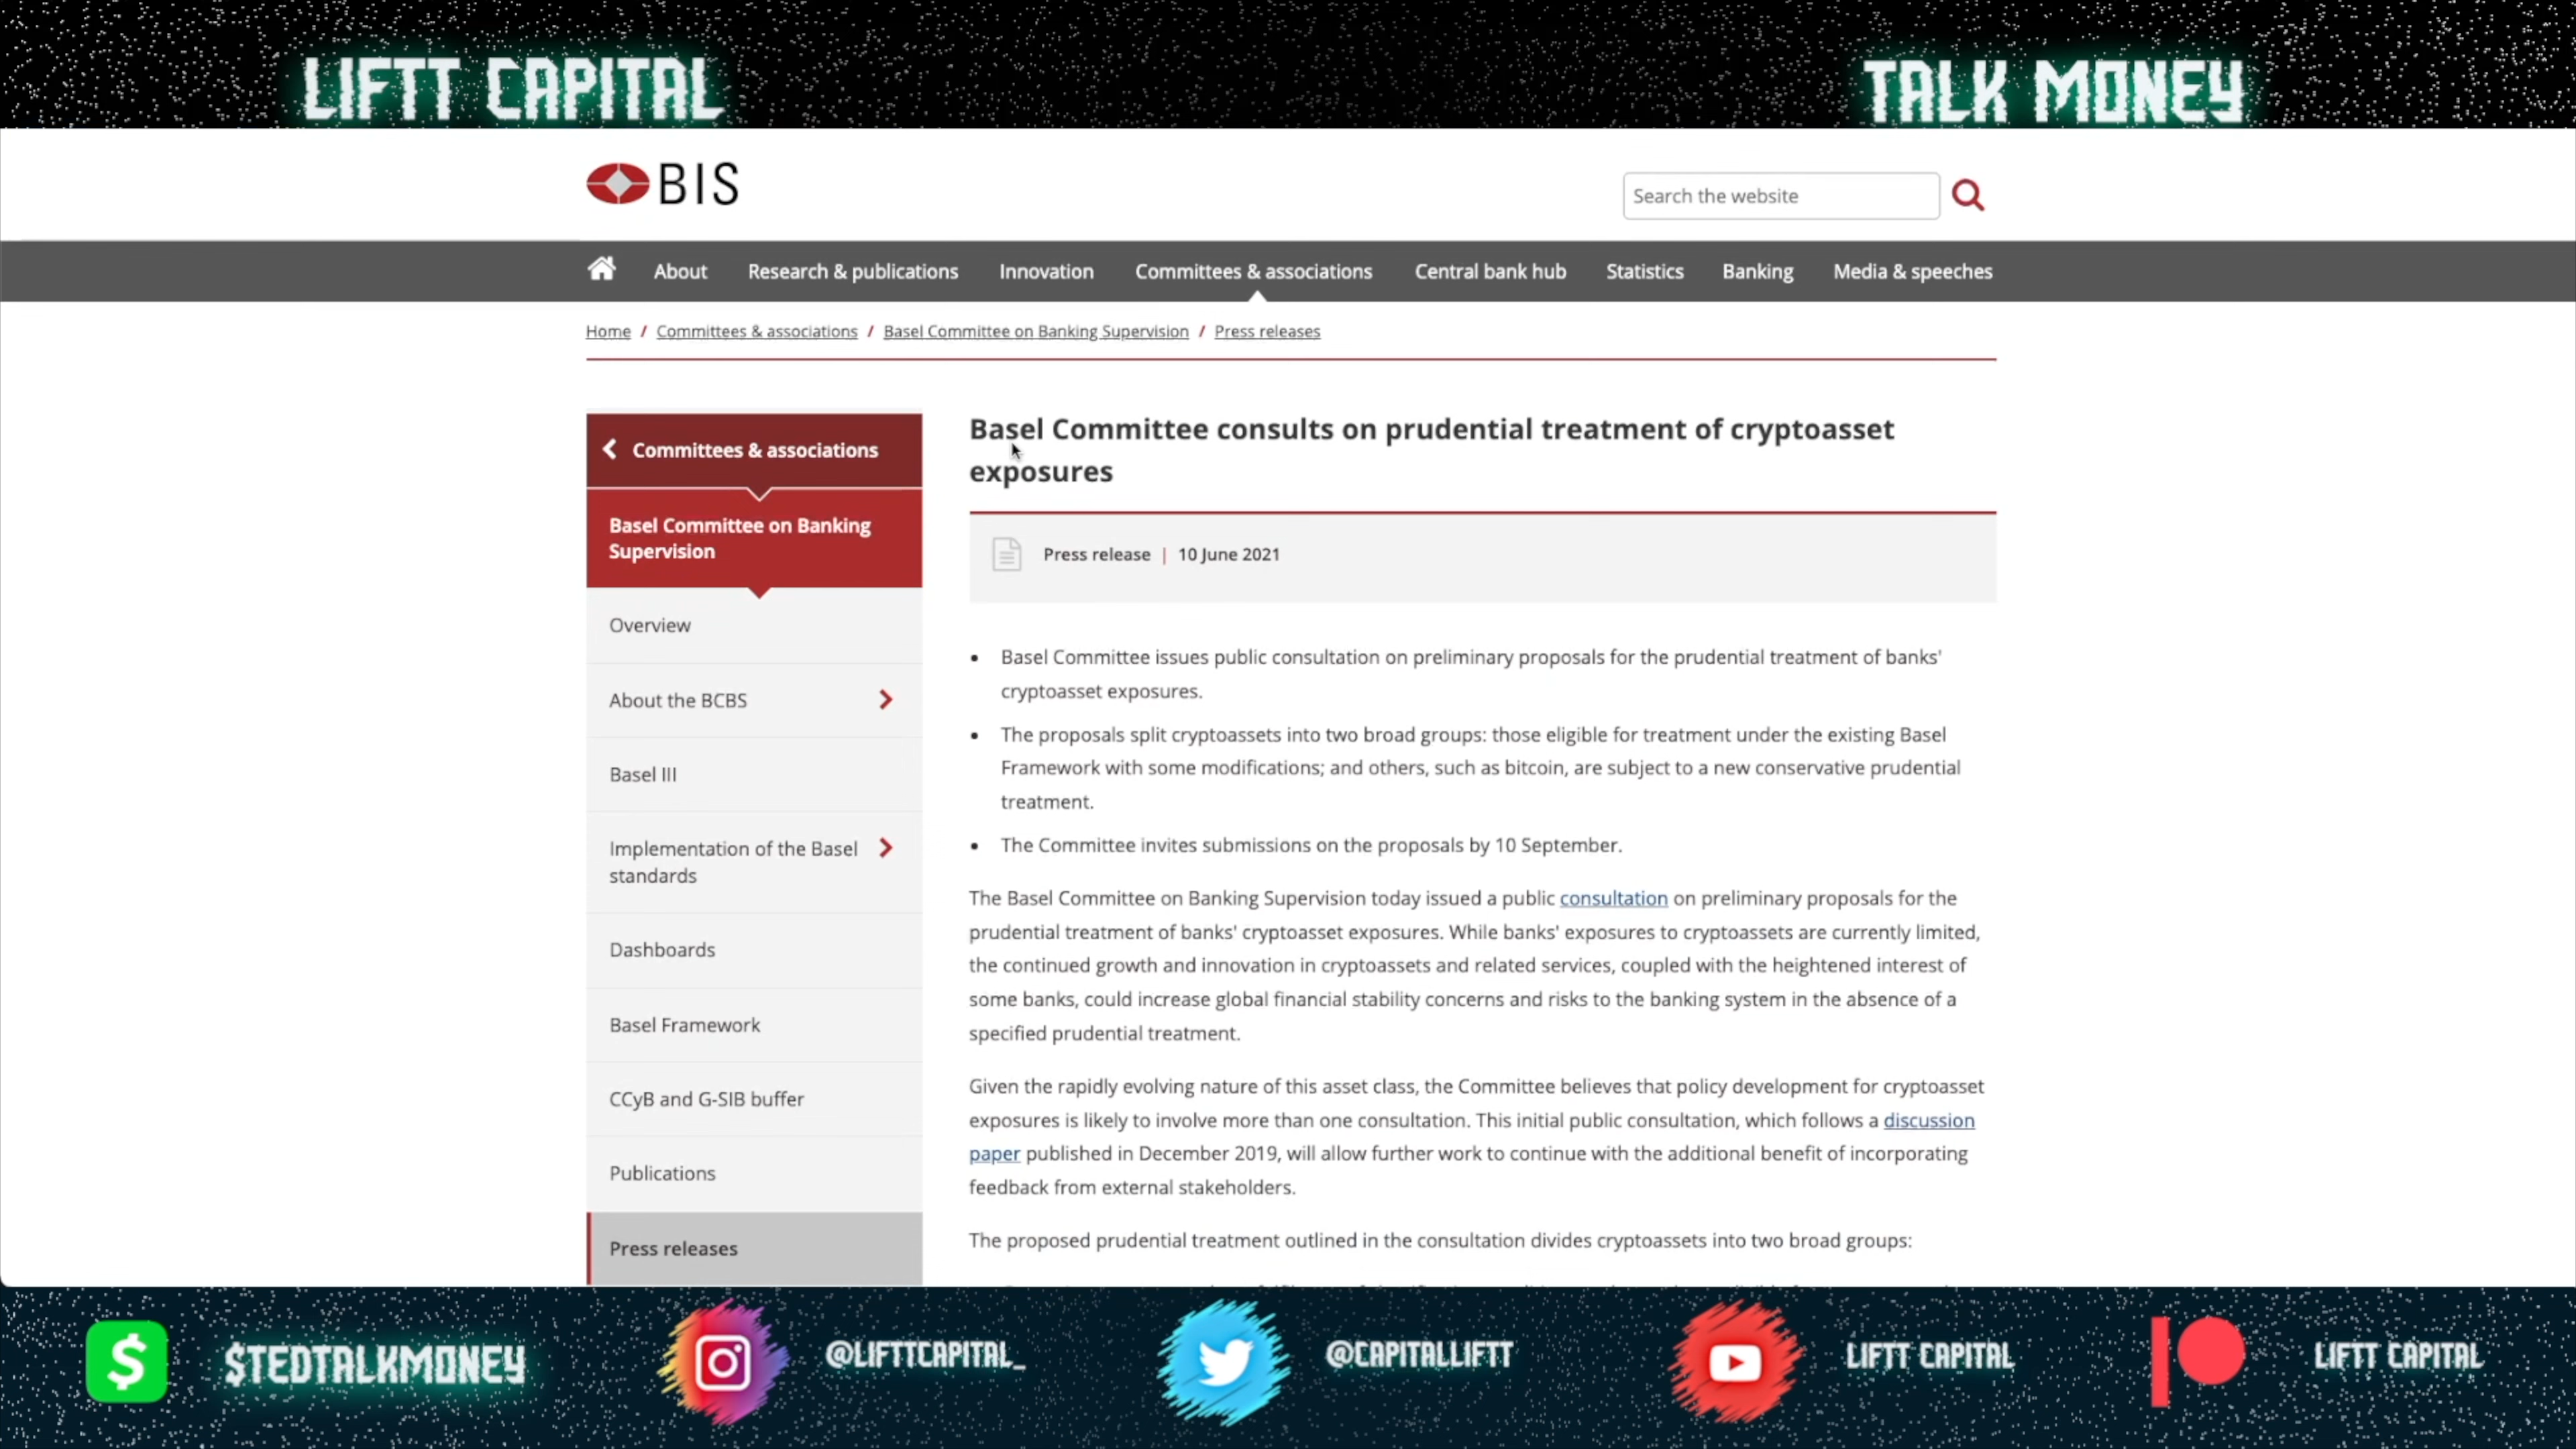 LIFTT CAPITAL
TALK MONEY
BIS
Search the website
About
Research & publications
Innovation
Committees & associations
Central bank hub
Statistics
Banking
Media & speeches
Home / Committees & associations / Basel Committee on Banking Supervision / Press releases
Committees & associations
Basel Committee on Banking
Supervision
Overview
About the BCBS
Basel III
Implementation of the Basel
standards
Dashboards
Basel Framework
CCyB and G-SIB buffer
Publications
Press releases
Basel Committee consults on prudential treatment of cryptoasset
exposures
Press release | 10 June 2021
• Basel Committee issues public consultation on preliminary proposals for the prudential treatment of banks'
cryptoasset exposures.
• The proposals split cryptoassets into two broad groups: those eligible for treatment under the existing Basel
Framework with some modifications; and others, such as bitcoin, are subject to a new conservative prudential
treatment.
• The Committee invites submissions on the proposals by 10 September.
The Basel Committee on Banking Supervision today issued a public consultation on preliminary proposals for the
prudential treatment of banks' cryptoasset exposures. While banks' exposures to cryptoassets are currently limited,
the continued growth and innovation in cryptoassets and related services, coupled with the heightened interest of
some banks, could increase global financial stability concerns and risks to the banking system in the absence of a
specified prudential treatment.
Given the rapidly evolving nature of this asset class, the Committee believes that policy development for cryptoasset
exposures is likely to involve more than one consultation. This initial public consultation, which follows a discussion
paper published in December 2019, will allow further work to continue with the additional benefit of incorporating
feedback from external stakeholders.
The proposed prudential treatment outlined in the consultation divides cryptoassets into two broad groups:
$
$TEDTALKMONEY
@LIFTTCAPITAL_
@CAPITALLIFTT
LIFTT CAPITAL
LIFTT CAPITAL